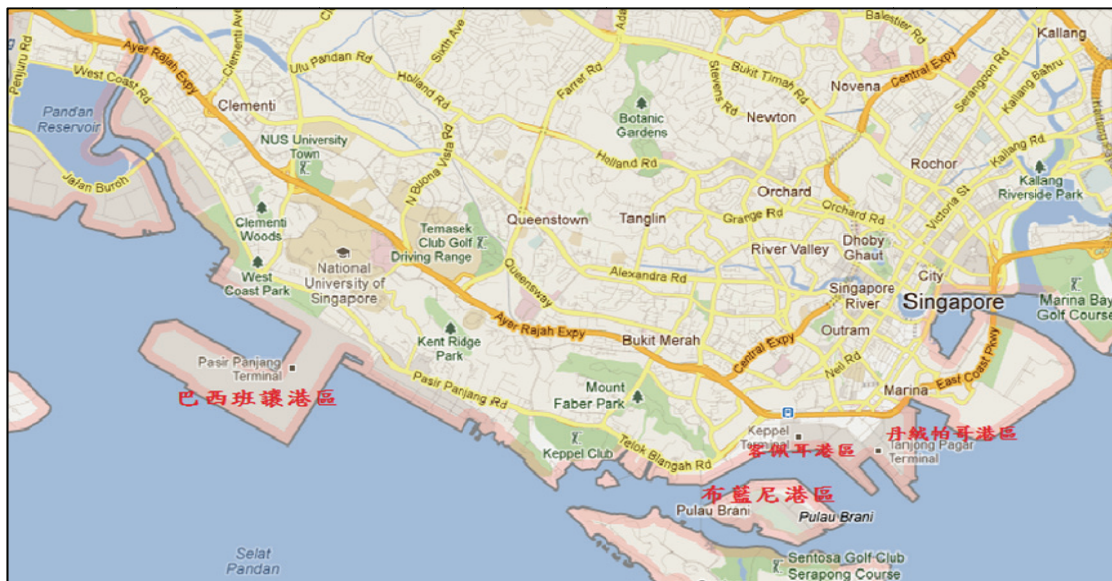 Penjuru Rd
Ayer Rajah Expy
West Coast Rd
Clementi Ave
Ulu Pandan Rd
Sixth Ave
Holland Rd
Farrer Rd
Bukit Timah Rd
Stevens Rd
Novena
Central Expy
Balestier Rd
Serangoon Rd
Kallang
Kallang Bahru
Kallang Rd
Pandan
Reservoir
Jalan Buroh
Clementi
NUS University
Town
N Buona Vista Rd
Botanic
Gardens
Newton
Holland Rd
Rochor
Victoria St
Kallang
Riverside Park
Orchard
Orchard Rd
Clementi
Woods
West
Coast Park
National
University of
Singapore
Temasek
Club Golf
Driving Range
Queenstown
Queensway
Tanglin
Grange Rd
River Valley
Dhoby
Ghaut
Alexandra Rd
Singapore
River
City
Singapore
Marina Bay
Golf Course
Kent Ridge
Park
Ayer Rajah Expy
Bukit Merah
Central Expy
Outram
Neil Rd
East Coast Pkwy
Marina
Pasir Panjang
Terminal
巴西班讓港區
Pasir Panjang Rd
Mount
Faber Park
Keppel Club
Telok Blangah Rd
Keppel
Terminal
客佩耳港區
丹絨帕哥港區
Tanjong Pagar
Terminal
布藍尼港區
Pulau Brani
Pulau Brani
Selat
Pandan
Sentosa Golf Club
Serapong Course